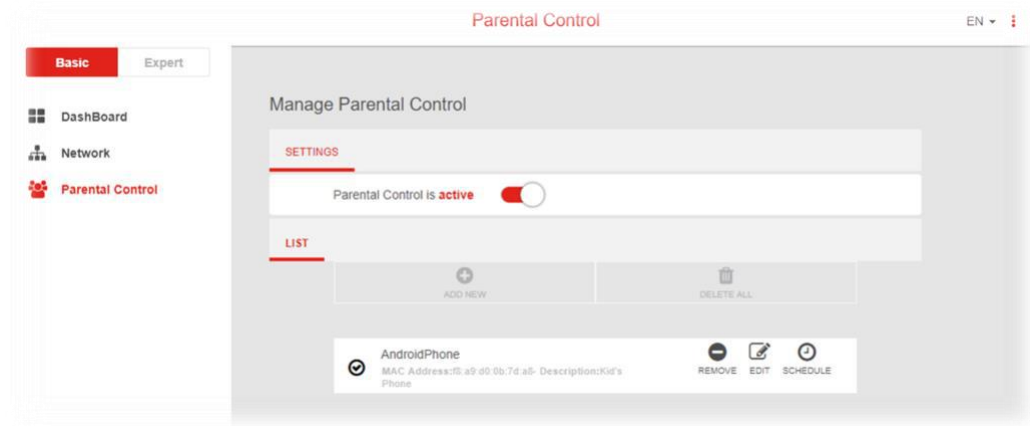 Parental Control
EN
Basic Expert
DashBoard
Network
Parental Control
Manage Parental Control
SETTINGS
Parental Control is active
LIST
ADD NEW DELETE ALL
AndroidPhone
MAC Address:f8:a9:d0:0b:7d:a8- Description:Kid's
Phone
REMOVE EDIT SCHEDULE